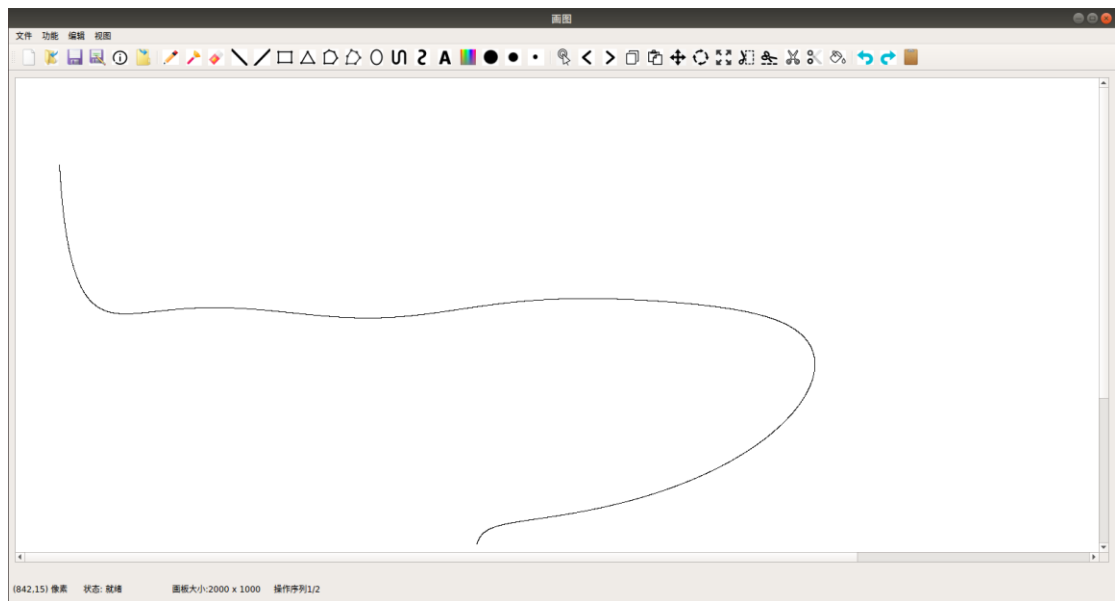 画图
文件 功能 编辑 视图
A
(842,15) 像素 状态: 就绪 画板大小:2000 x 1000 操作序列1/2